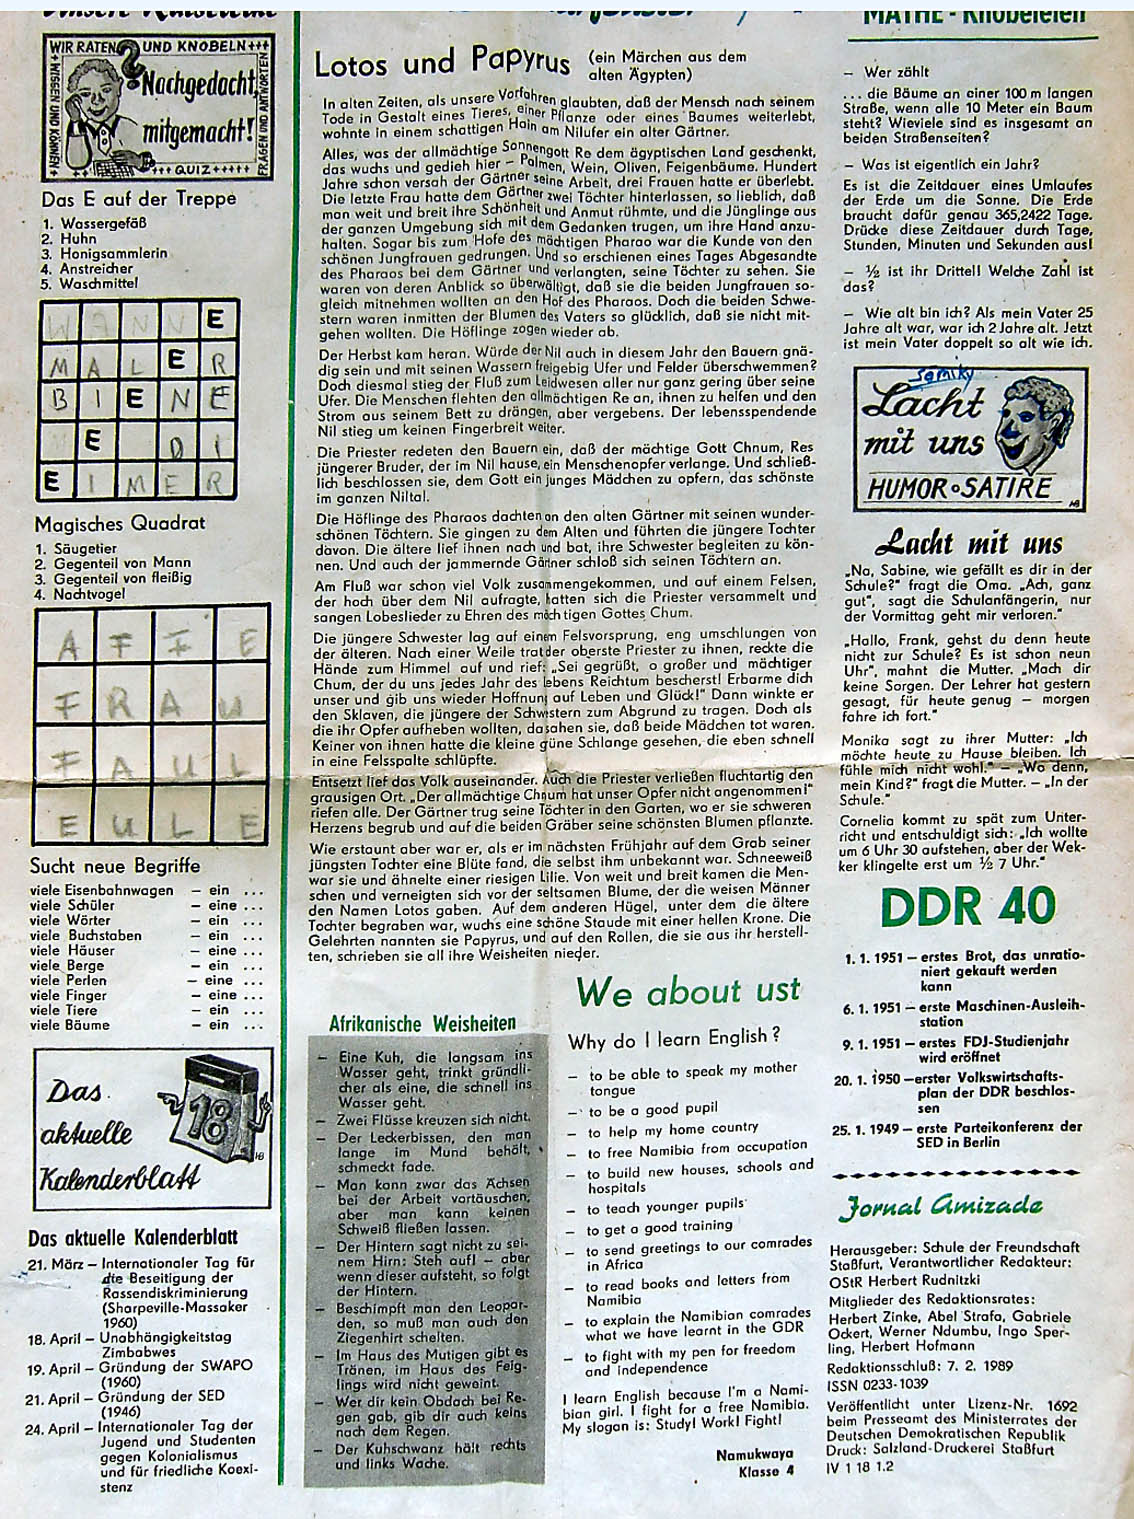 WIR RATEN UND KNOBELN+++
+WISSEN UND KÖNNEN+
Nachgedacht,
mitgemacht!
FRAGEN UND ANTWORTEN
+++QUIZ+++++
Das E auf der Treppe
1. Wassergefäß
2. Huhn
3. Honigsammlerin
4. Anstreicher
5. Waschmittel
W A N N E
M A L E R
B I E N E
E D I
E I M E R
Magisches Quadrat
1. Säugetier
2. Gegenteil von Mann
3. Gegenteil von fleißig
4. Nachtvogel
A F F E
F R A U
F A U L
E U L E
Sucht neue Begriffe
viele Eisenbahnwagen – ein ...
viele Schüler – eine ...
viele Wörter – ein ...
viele Buchstaben – ein ...
viele Häuser – eine ...
viele Berge – ein ...
viele Perlen – eine ...
viele Finger – eine ...
viele Tiere – ein ...
viele Bäume – ein ...
Das
aktuelle
Kalenderblatt
18
Das aktuelle Kalenderblatt
21. März – Internationaler Tag für
die Beseitigung der
Rassendiskriminierung
(Sharpeville-Massaker
1960)
18. April – Unabhängigkeitstag
Zimbabwes
19. April – Gründung der SWAPO
(1960)
21. April – Gründung der SED
(1946)
24. April – Internationaler Tag der
Jugend und Studenten
gegen Kolonialismus
und für friedliche Koexi-
stenz
Lotos und Papyrus (ein Märchen aus dem
alten Ägypten)
In alten Zeiten, als unsere Vorfahren glaubten, daß der Mensch nach seinem
Tode in Gestalt eines Tieres, einer Pflanze oder eines Baumes weiterlebt,
wohnte in einem schattigen Hain am Nilufer ein alter Gärtner.
Alles, was der allmächtige Sonnengott Re dem ägyptischen Land geschenkt,
das wuchs und gedieh hier – Palmen, Wein, Oliven, Feigenbäume. Hundert
Jahre schon versah der Gärtner seine Arbeit, drei Frauen hatte er überlebt.
Die letzte Frau hatte dem Gärtner zwei Töchter hinterlassen, so lieblich, daß
man weit und breit ihre Schönheit und Anmut rühmte, und die Jünglinge aus
der ganzen Umgebung sich mit dem Gedanken trugen, um ihre Hand anzu-
halten. Sogar bis zum Hofe des mächtigen Pharao war die Kunde von den
schönen Jungfrauen gedrungen. Und so erschienen eines Tages Abgesandte
des Pharaos bei dem Gärtner und verlangten, seine Töchter zu sehen. Sie
waren von deren Anblick so überwältigt, daß sie die beiden Jungfrauen so-
gleich mitnehmen wollten an den Hof des Pharaos. Doch die beiden Schwe-
stern waren inmitten der Blumen des Vaters so glücklich, daß sie nicht mit-
gehen wollten. Die Höflinge zogen wieder ab.
Der Herbst kam heran. Würde der Nil auch in diesem Jahr den Bauern gnä-
dig sein und mit seinen Wassern freigebig Ufer und Felder überschwemmen?
Doch diesmal stieg der Fluß zum Leidwesen aller nur ganz gering über seine
Ufer. Die Menschen flehten den allmächtigen Re an, ihnen zu helfen und den
Strom aus seinem Bett zu drängen, aber vergebens. Der lebensspendende
Nil stieg um keinen Fingerbreit weiter.
Die Priester redeten den Bauern ein, daß der mächtige Gott Chnum, Res
jüngerer Bruder, der im Nil hause, ein Menschenopfer verlange. Und schließ-
lich beschlossen sie, dem Gott ein junges Mädchen zu opfern, das schönste
im ganzen Niltal.
Die Höflinge des Pharaos dachten an den alten Gärtner mit seinen wunder-
schönen Töchtern. Sie gingen zu dem Alten und führten die jüngere Tochter
davon. Die ältere lief ihnen nach und bat, ihre Schwester begleiten zu kön-
nen. Und auch der jammernde Gärtner schloß sich seinen Töchtern an.
Am Fluß war schon viel Volk zusammengekommen, und auf einem Felsen,
der hoch über dem Nil aufragte, hatten sich die Priester versammelt und
sangen Lobeslieder zu Ehren des mächtigen Gottes Chum.
Die jüngere Schwester lag auf einem Felsvorsprung, eng umschlungen von
der älteren. Nach einer Weile trat der oberste Priester zu ihnen, reckte die
Hände zum Himmel auf und rief: „Sei gegrüßt, o großer und mächtiger
Chum, der du uns jedes Jahr des Lebens Reichtum bescherst! Erbarme dich
unser und gib uns wieder Hoffnung auf Leben und Glück!" Dann winkte er
den Sklaven, die jüngere der Schwestern zum Abgrund zu tragen. Doch als
die ihr Opfer aufheben wollten, da sahen sie, daß beide Mädchen tot waren.
Keiner von ihnen hatte die kleine güne Schlange gesehen, die eben schnell
in eine Felsspalte schlüpfte.
Entsetzt lief das Volk auseinander. Auch die Priester verließen fluchtartig den
grausigen Ort. „Der allmächtige Chnum hat unser Opfer nicht angenommen!"
riefen alle. Der Gärtner trug seine Töchter in den Garten, wo er sie schweren
Herzens begrub und auf die beiden Gräber seine schönsten Blumen pflanzte.
Wie erstaunt aber war er, als er im nächsten Frühjahr auf dem Grab seiner
jüngsten Tochter eine Blüte fand, die selbst ihm unbekannt war. Schneeweiß
war sie und ähnelte einer riesigen Lilie. Von weit und breit kamen die Men-
schen und verneigten sich vor der seltsamen Blume, der die weisen Männer
den Namen Lotos gaben. Auf dem anderen Hügel, unter dem die ältere
Tochter begraben war, wuchs eine schöne Staude mit einer hellen Krone. Die
Gelehrten nannten sie Papyrus, und auf den Rollen, die sie aus ihr herstell-
ten, schrieben sie all ihre Weisheiten nieder.
Afrikanische Weisheiten
– Eine Kuh, die langsam ins
Wasser geht, trinkt gründli-
cher als eine, die schnell ins
Wasser geht.
– Zwei Flüsse kreuzen sich nicht.
– Der Leckerbissen, den man
lange im Mund behält,
schmeckt fade.
– Man kann zwar das Ächsen
bei der Arbeit vortäuschen,
aber man kann keinen
Schweiß fließen lassen.
– Der Hintern sagt nicht zu sei-
nem Hirn: Steh auf! – aber
wenn dieser aufsteht, so folgt
der Hintern.
– Beschimpft man den Leopar-
den, so muß man auch den
Ziegenhirt schelten.
– Im Haus des Mutigen gibt es
Tränen, im Haus des Feig-
lings wird nicht geweint.
– Wer dir kein Obdach bei Re-
gen gab, gib dir auch keins
nach dem Regen.
– Der Kuhschwanz hält rechts
und links Wache.
We about ust
Why do I learn English?
– to be able to speak my mother
tongue
– to be a good pupil
– to help my home country
– to free Namibia from occupation
– to build new houses, schools and
hospitals
– to teach younger pupils
– to get a good training
– to send greetings to our comrades
in Africa
– to read books and letters from
Namibia
– to explain the Namibian comrades
what we have learnt in the GDR
– to fight with my pen for freedom
and independence
I learn English because I'm a Nami-
bian girl. I fight for a free Namibia.
My slogan is: Study! Work! Fight!
Namukwaya
Klasse 4
MATHE - Knobeleien
– Wer zählt
... die Bäume an einer 100 m langen
Straße, wenn alle 10 Meter ein Baum
steht? Wieviele sind es insgesamt an
beiden Straßenseiten?
– Was ist eigentlich ein Jahr?
Es ist die Zeitdauer eines Umlaufes
der Erde um die Sonne. Die Erde
braucht dafür genau 365,2422 Tage.
Drücke diese Zeitdauer durch Tage,
Stunden, Minuten und Sekunden aus!
– ½ ist ihr Drittel! Welche Zahl ist
das?
– Wie alt bin ich? Als mein Vater 25
Jahre alt war, war ich 2 Jahre alt. Jetzt
ist mein Vater doppelt so alt wie ich.
Lacht
mit uns
HUMOR • SATIRE
Lacht mit uns
„Na, Sabine, wie gefällt es dir in der
Schule?" fragt die Oma. „Ach, ganz
gut", sagt die Schulanfängerin, nur
der Vormittag geht mir verloren."
„Hallo, Frank, gehst du denn heute
nicht zur Schule? Es ist schon neun
Uhr", mahnt die Mutter. „Mach dir
keine Sorgen. Der Lehrer hat gestern
gesagt, für heute genug – morgen
fahre ich fort."
Monika sagt zu ihrer Mutter: „Ich
möchte heute zu Hause bleiben. Ich
fühle mich nicht wohl." – „Wo denn,
mein Kind?" fragt die Mutter. – „In der
Schule."
Cornelia kommt zu spät zum Unter-
richt und entschuldigt sich: „Ich wollte
um 6 Uhr 30 aufstehen, aber der Wek-
ker klingelte erst um ½ 7 Uhr."
DDR 40
1. 1. 1951 – erstes Brot, das unratio-
niert gekauft werden
kann
6. 1. 1951 – erste Maschinen-Ausleih-
station
9. 1. 1951 – erstes FDJ-Studienjahr
wird eröffnet
20. 1. 1950 – erster Volkswirtschafts-
plan der DDR beschlos-
sen
25. 1. 1949 – erste Parteikonferenz der
SED in Berlin
Jornal Amizade
Herausgeber: Schule der Freundschaft
Staßfurt, Verantwortlicher Redakteur:
OStR Herbert Rudnitzki
Mitglieder des Redaktionsrates:
Herbert Zinke, Abel Strafa, Gabriele
Ockert, Werner Ndumbu, Ingo Sper-
ling, Herbert Hofmann
Redaktionsschluß: 7. 2. 1989
ISSN 0233-1039
Veröffentlicht unter Lizenz-Nr. 1692
beim Presseamt des Ministerrates der
Deutschen Demokratischen Republik
Druck: Salzland-Druckerei Staßfurt
IV 1 18 1.2